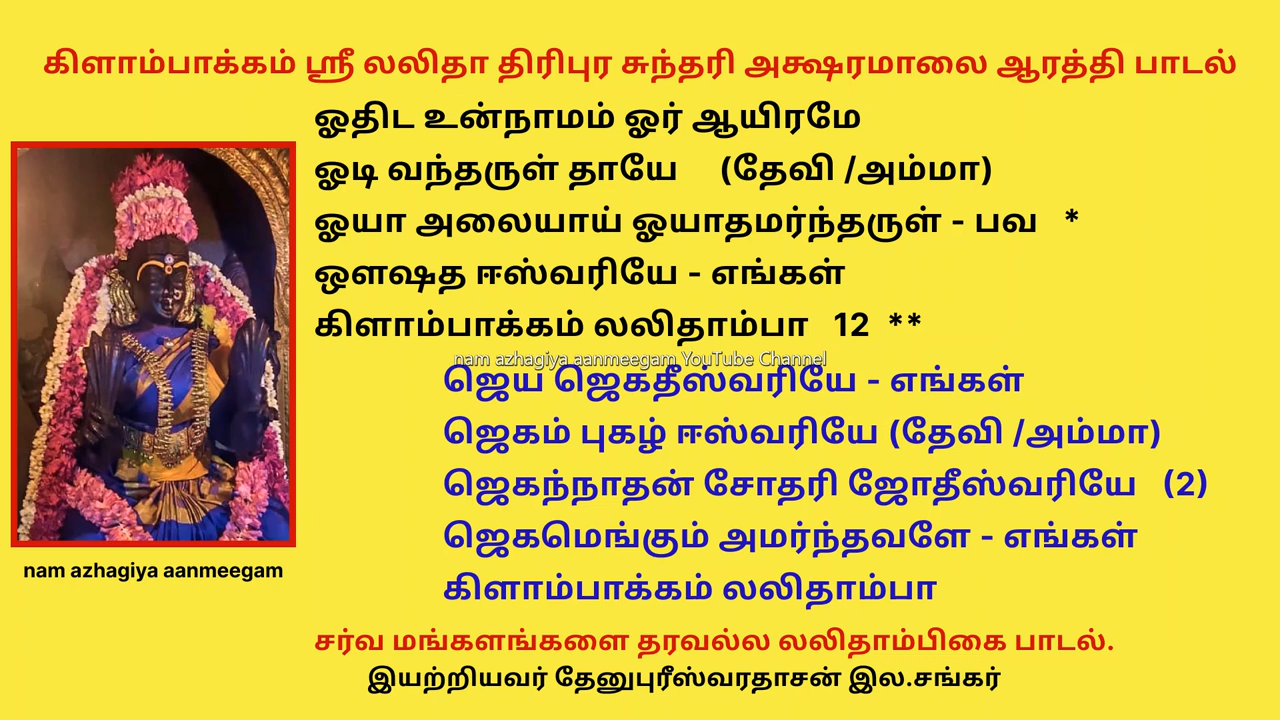 கிளாம்பாக்கம் ஸ்ரீ லலிதா திரிபுர சுந்தரி அக்ஷரமாலை ஆரத்தி பாடல்
ஓதிட உன்நாமம் ஓர் ஆயிரமே
ஓடி வந்தருள் தாயே (தேவி /அம்மா)
ஓயா அலையாய் ஓயாதமர்ந்தருள் - பவ *
ஔஷத ஈஸ்வரியே - எங்கள்
கிளாம்பாக்கம் லலிதாம்பா 12 **
nam azhagiya aanmeegam YouTube Channel
ஜெய ஜெகதீஸ்வரியே - எங்கள்
ஜெகம் புகழ் ஈஸ்வரியே (தேவி /அம்மா)
ஜெகந்நாதன் சோதரி ஜோதீஸ்வரியே (2)
ஜெகமெங்கும் அமர்ந்தவளே - எங்கள்
கிளாம்பாக்கம் லலிதாம்பா
nam azhagiya aanmeegam
சர்வ மங்களங்களை தரவல்ல லலிதாம்பிகை பாடல்.
இயற்றியவர் தேனுபுரீஸ்வரதாசன் இல.சங்கர்